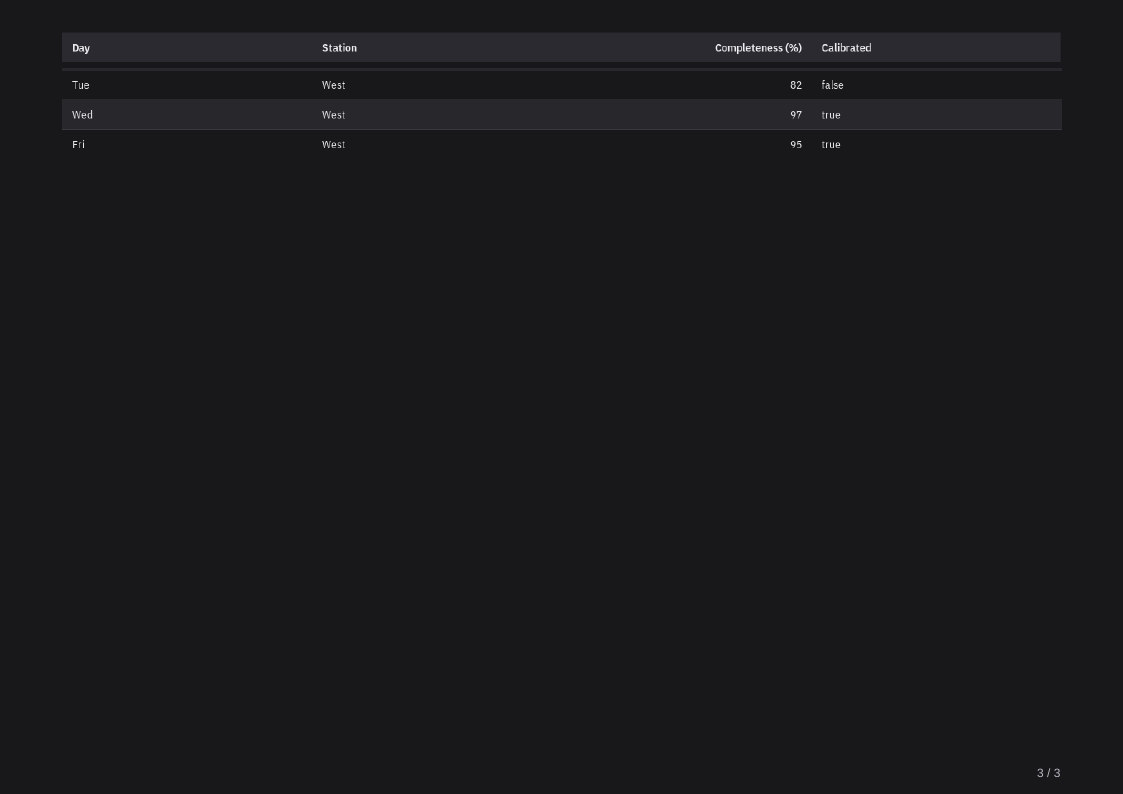 Day Station Completeness (%) Calibrated
Tue West 82 false
Wed West 97 true
Fri West 95 true
3 / 3